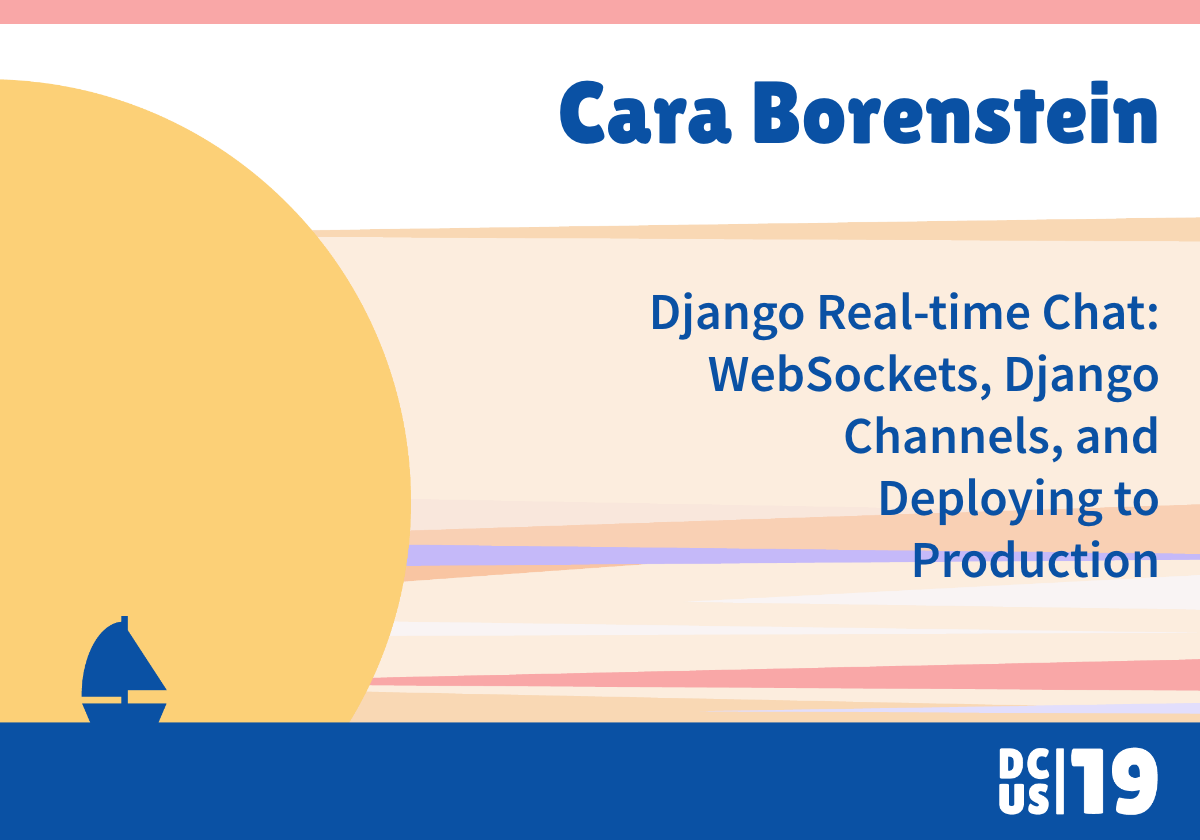 Cara Borenstein
Django Real-time Chat:
WebSockets, Django
Channels, and
Deploying to
Production
DC
US
19